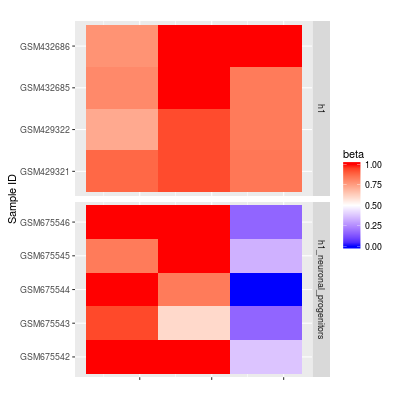 GSM432686
GSM432685
GSM429322
GSM429321
h1
GSM675546
GSM675545
GSM675544
GSM675543
GSM675542
h1_neuronal_progenitors
Sample ID
beta
1.00
0.75
0.50
0.25
0.00